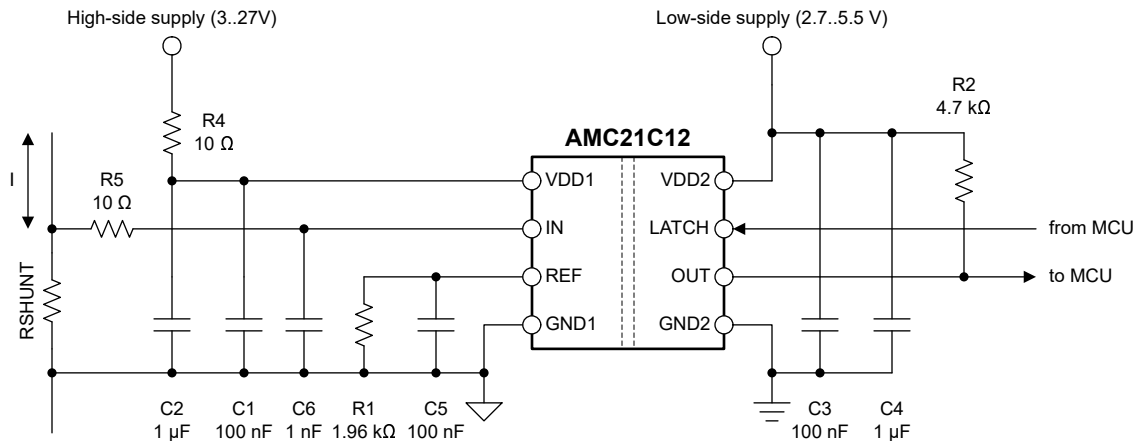 High-side supply (3..27V)
Low-side supply (2.7..5.5 V)
R2
4.7 kΩ
R4
10 Ω
AMC21C12
I
R5
10 Ω
VDD1
VDD2
IN
LATCH
from MCU
RSHUNT
REF
OUT
to MCU
GND1
GND2
C2
1 µF
C1
100 nF
C6
1 nF
R1
1.96 kΩ
C5
100 nF
C3
100 nF
C4
1 µF